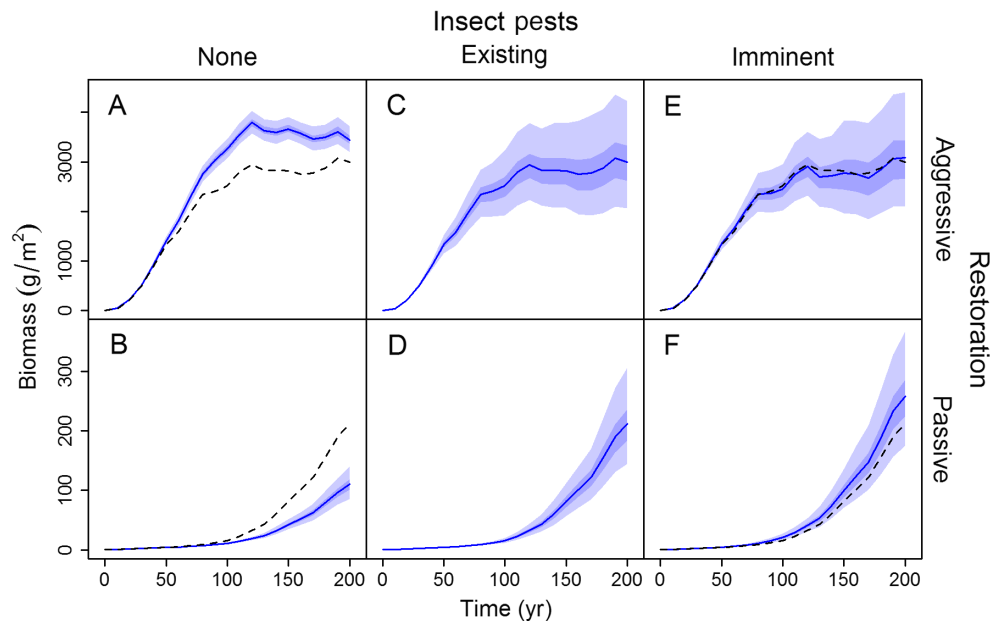 Insect pests
None
Existing
Imminent
A
C
E
3000
1000
0
Aggressive
B
D
F
300
200
100
0
Passive
Biomass (g/m²)
Restoration
0 50 100 150 200
0 50 100 150 200
0 50 100 150 200
Time (yr)